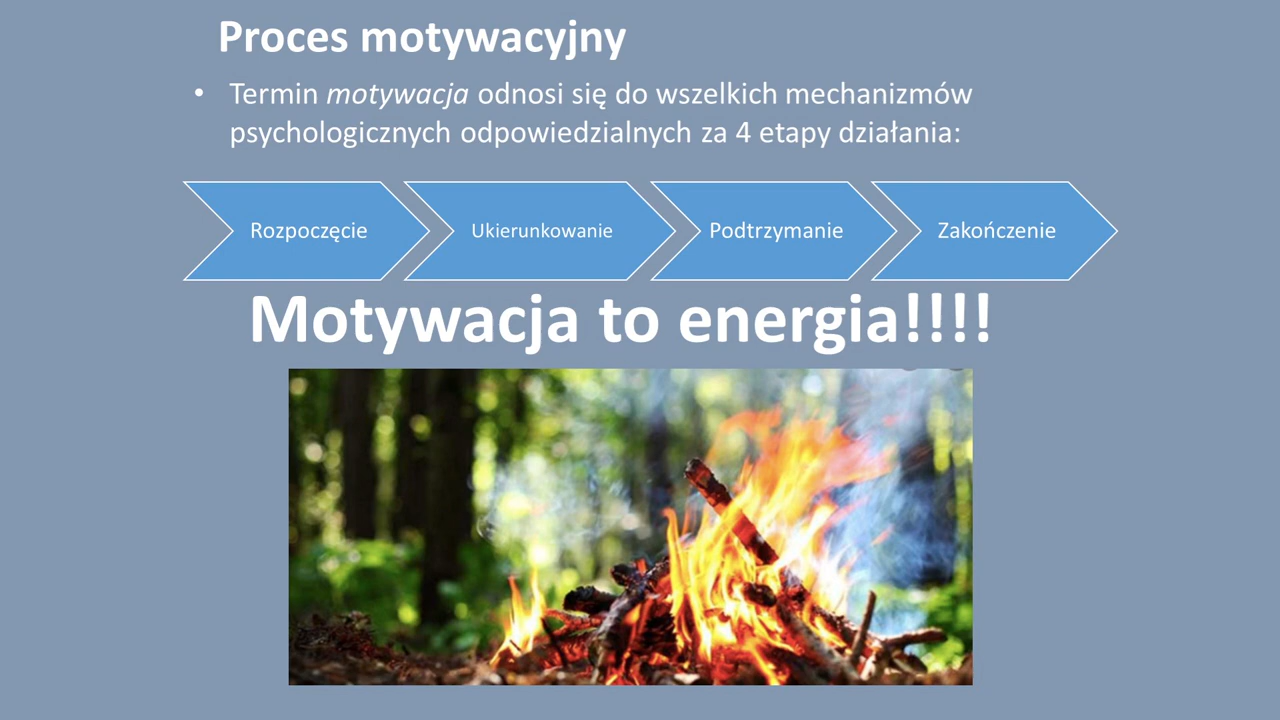 Proces motywacyjny
• Termin motywacja odnosi się do wszelkich mechanizmów
psychologicznych odpowiedzialnych za 4 etapy działania:
Rozpoczęcie
Ukierunkowanie
Podtrzymanie
Zakończenie
Motywacja to energia!!!!